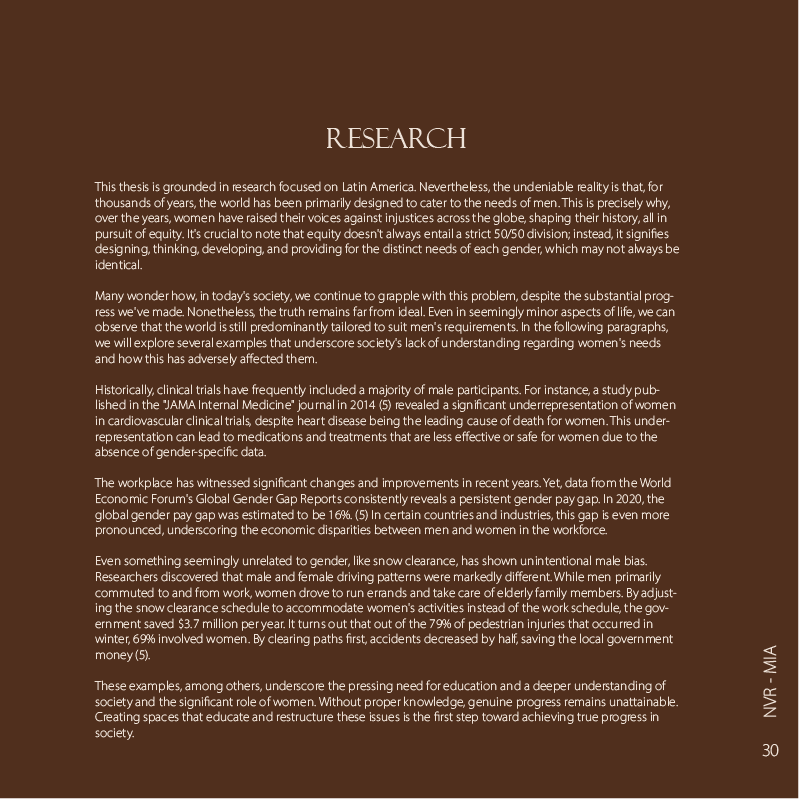 RESEARCH
This thesis is grounded in research focused on Latin America. Nevertheless, the undeniable reality is that, for
thousands of years, the world has been primarily designed to cater to the needs of men. This is precisely why,
over the years, women have raised their voices against injustices across the globe, shaping their history, all in
pursuit of equity. It's crucial to note that equity doesn't always entail a strict 50/50 division; instead, it signifies
designing, thinking, developing, and providing for the distinct needs of each gender, which may not always be
identical.
Many wonder how, in today's society, we continue to grapple with this problem, despite the substantial prog-
ress we've made. Nonetheless, the truth remains far from ideal. Even in seemingly minor aspects of life, we can
observe that the world is still predominantly tailored to suit men's requirements. In the following paragraphs,
we will explore several examples that underscore society's lack of understanding regarding women's needs
and how this has adversely affected them.
Historically, clinical trials have frequently included a majority of male participants. For instance, a study pub-
lished in the "JAMA Internal Medicine" journal in 2014 (5) revealed a significant underrepresentation of women
in cardiovascular clinical trials, despite heart disease being the leading cause of death for women. This under-
representation can lead to medications and treatments that are less effective or safe for women due to the
absence of gender-specific data.
The workplace has witnessed significant changes and improvements in recent years. Yet, data from the World
Economic Forum's Global Gender Gap Reports consistently reveals a persistent gender pay gap. In 2020, the
global gender pay gap was estimated to be 16%. (5) In certain countries and industries, this gap is even more
pronounced, underscoring the economic disparities between men and women in the workforce.
Even something seemingly unrelated to gender, like snow clearance, has shown unintentional male bias.
Researchers discovered that male and female driving patterns were markedly different. While men primarily
commuted to and from work, women drove to run errands and take care of elderly family members. By adjust-
ing the snow clearance schedule to accommodate women's activities instead of the work schedule, the gov-
ernment saved $3.7 million per year. It turns out that out of the 79% of pedestrian injuries that occurred in
winter, 69% involved women. By clearing paths first, accidents decreased by half, saving the local government
money (5).
These examples, among others, underscore the pressing need for education and a deeper understanding of
society and the significant role of women. Without proper knowledge, genuine progress remains unattainable.
Creating spaces that educate and restructure these issues is the first step toward achieving true progress in
society.
NVR - MIA
30